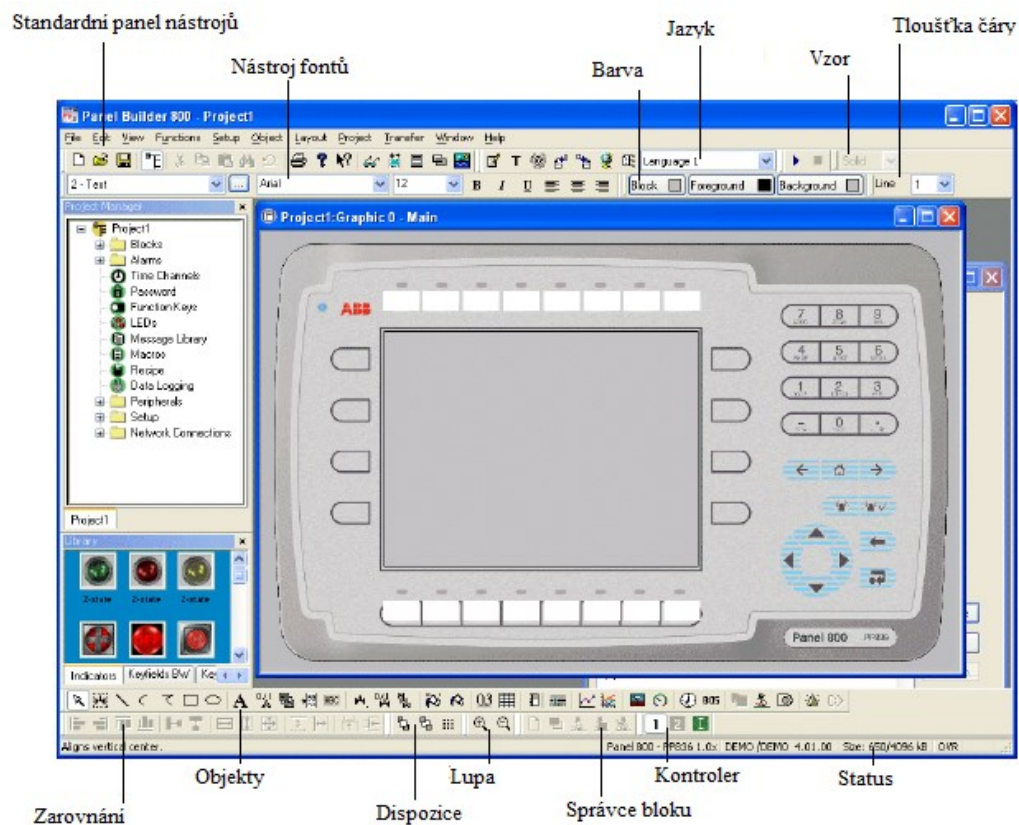 Standardní panel nástrojů
Nástroj fontů
Barva
Jazyk
Vzor
Tloušťka čáry
Panel Builder 800 - Project1
File Edit View Functions Setup Object Layout Project Transfer Window Help
Language 1
Solid
2 - Text
Arial
12
B I U
Block
Foreground
Background
Line
1
Project Manager
Project1
Blocks
Alarms
Time Channels
Password
Function Keys
LEDs
Message Library
Macros
Recipe
Data Logging
Peripherals
Setup
Network Connections
Project1
Library
2-state 2-state 2-state
Indicators
Keyfields BW
Project1:Graphic 0 - Main
ABB
7 8 9
4 5 6
1 2 3
- 0 .
Panel 800 PP836
Aligns vertical center.
Panel 800 - PP836 1.0x DEMO /DEMO 4.01.00 Size: 650/4096 kB OVR
Objekty
Lupa
Kontroler
Status
Zarovnání
Dispozice
Správce bloku